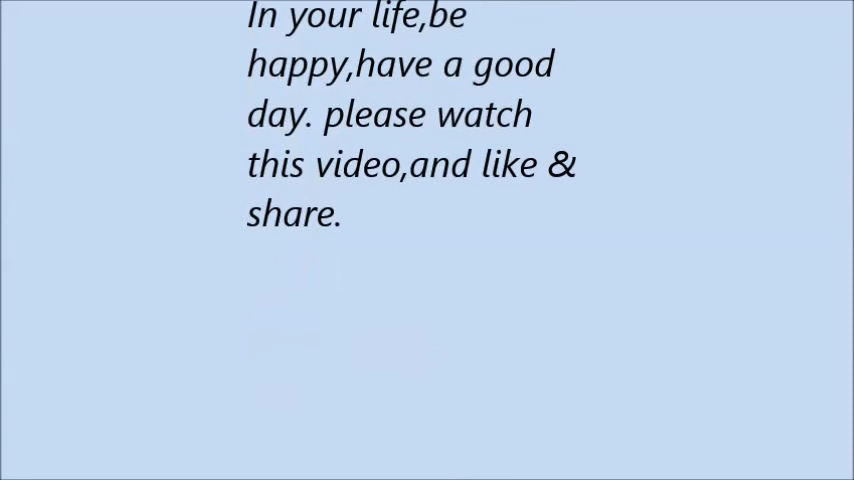 In your life,be
happy,have a good
day. please watch
this video,and like &
share.